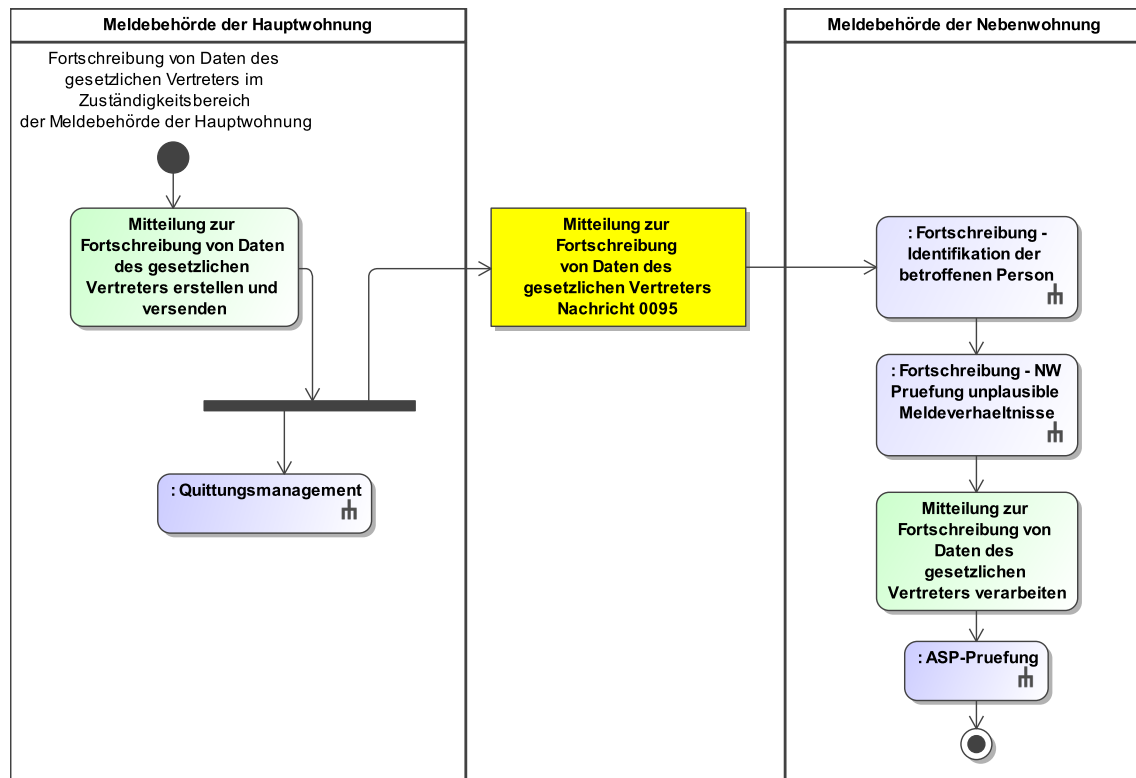 Meldebehörde der Hauptwohnung
Fortschreibung von Daten des
gesetzlichen Vertreters im
Zuständigkeitsbereich
der Meldebehörde der Hauptwohnung
Mitteilung zur
Fortschreibung von Daten
des gesetzlichen
Vertreters erstellen und
versenden
: Quittungsmanagement
Mitteilung zur
Fortschreibung
von Daten des
gesetzlichen Vertreters
Nachricht 0095
Meldebehörde der Nebenwohnung
: Fortschreibung -
Identifikation der
betroffenen Person
: Fortschreibung - NW
Pruefung unplausible
Meldeverhaeltnisse
Mitteilung zur
Fortschreibung von
Daten des
gesetzlichen
Vertreters verarbeiten
: ASP-Pruefung